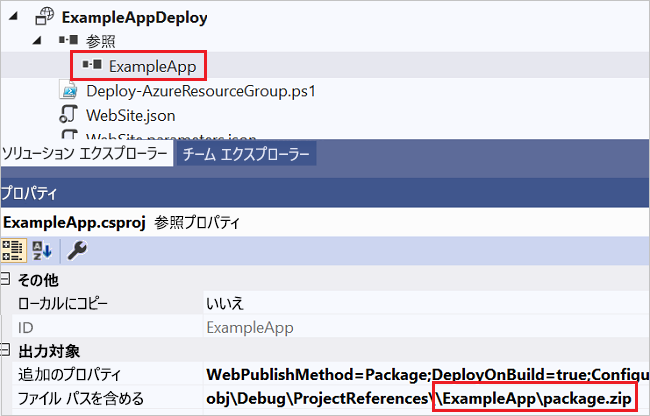 ExampleAppDeploy
参照
ExampleApp
Deploy-AzureResourceGroup.ps1
WebSite.json
WebSite.parameters.json
ソリューション エクスプローラー チーム エクスプローラー
プロパティ
ExampleApp.csproj 参照プロパティ
その他
ローカルにコピー いいえ
ID ExampleApp
出力対象
追加のプロパティ WebPublishMethod=Package;DeployOnBuild=true;Configu
ファイル パスを含める obj\Debug\ProjectReferences\\ExampleApp\package.zip